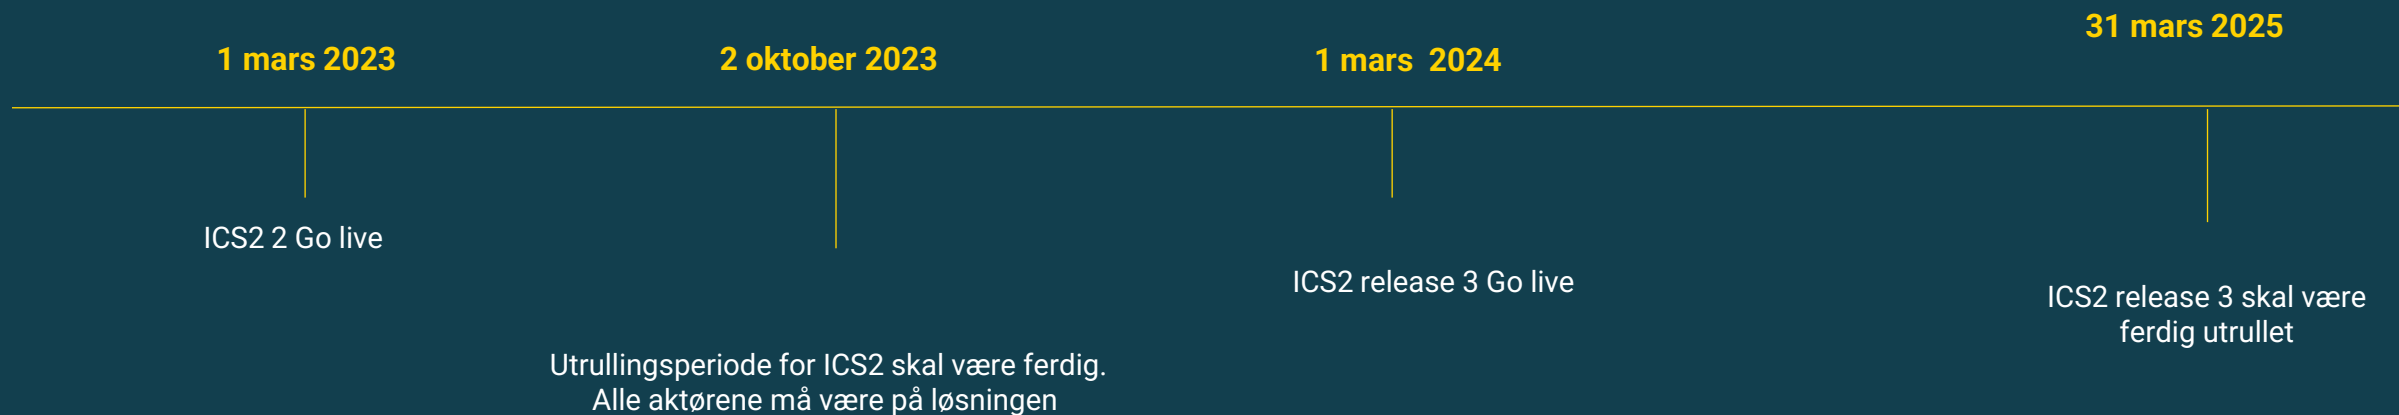 1 mars 2023
2 oktober 2023
1 mars 2024
31 mars 2025
ICS2 2 Go live
Utrullingsperiode for ICS2 skal være ferdig.
Alle aktørene må være på løsningen
ICS2 release 3 Go live
ICS2 release 3 skal være
ferdig utrullet